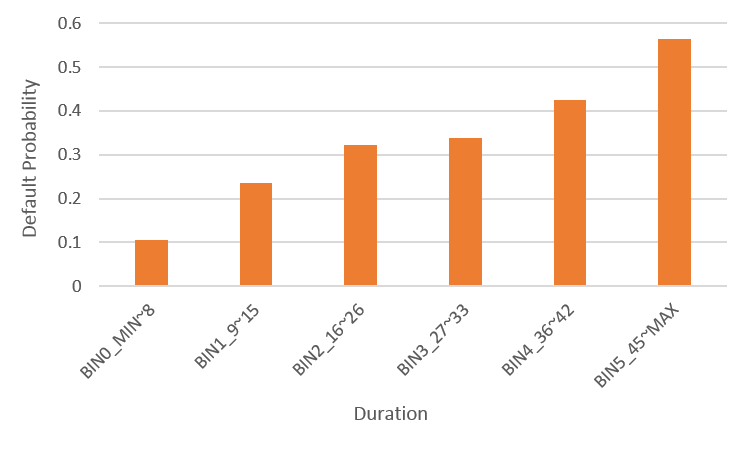 0.6
0.5
0.4
0.3
0.2
0.1
0
Default Probability
BIN0_MIN~8
BIN1_9~15
BIN2_16~26
BIN3_27~33
BIN4_36~42
BIN5_45~MAX
Duration